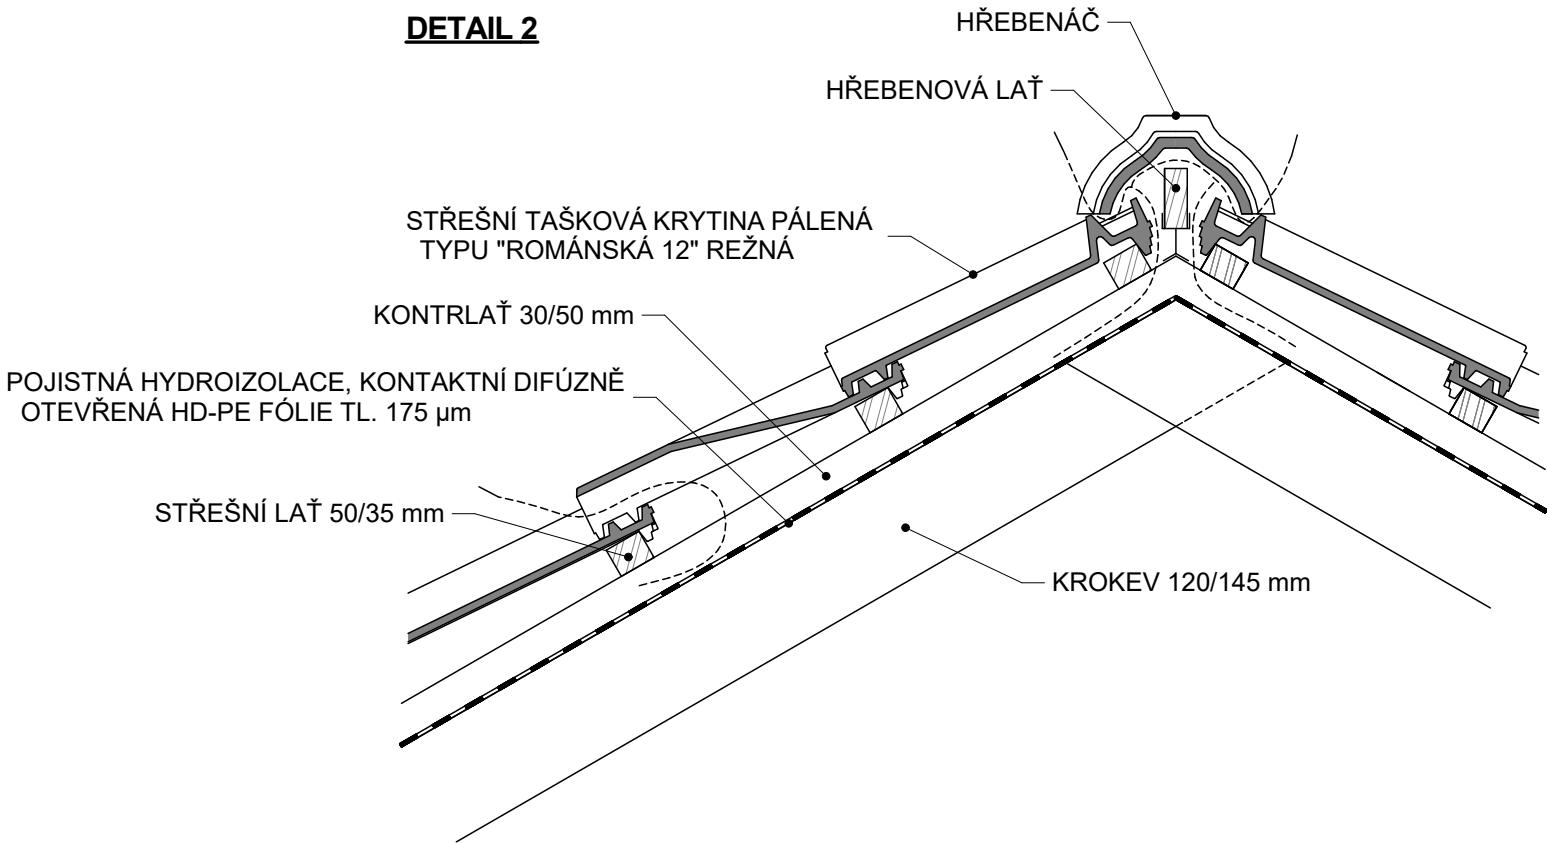 DETAIL 2
HŘEBENÁČ
HŘEBENOVÁ LAŤ
STŘEŠNÍ TAŠKOVÁ KRYTINA PÁLENÁ
TYPU "ROMÁNSKÁ 12" REŽNÁ
KONTRLAŤ 30/50 mm
POJISTNÁ HYDROIZOLACE, KONTAKTNÍ DIFÚZNĚ
OTEVŘENÁ HD-PE FÓLIE TL. 175 µm
STŘEŠNÍ LAŤ 50/35 mm
KROKEV 120/145 mm